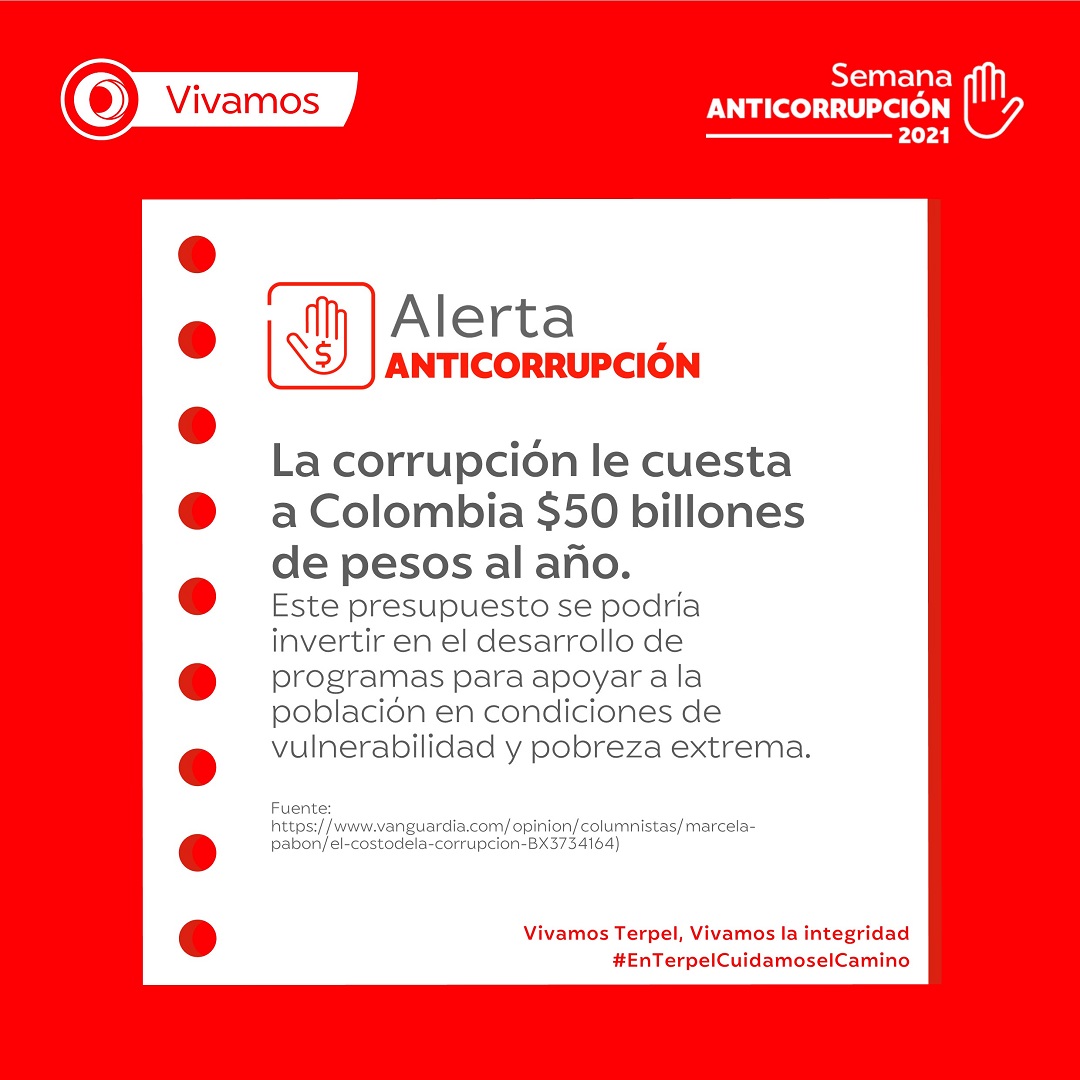 Vivamos
Semana
ANTICORRUPCIÓN
2021
$
Alerta
ANTICORRUPCIÓN
La corrupción le cuesta
a Colombia $50 billones
de pesos al año.
Este presupuesto se podría
invertir en el desarrollo de
programas para apoyar a la
población en condiciones de
vulnerabilidad y pobreza extrema.
Fuente:
https://www.vanguardia.com/opinion/columnistas/marcela-
pabon/el-costodela-corrupcion-BX3734164)
Vivamos Terpel, Vivamos la integridad
#EnTerpelCuidamoselCamino